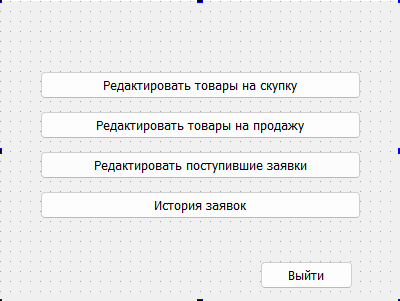 Редактировать товары на скупку
Редактировать товары на продажу
Редактировать поступившие заявки
История заявок
Выйти